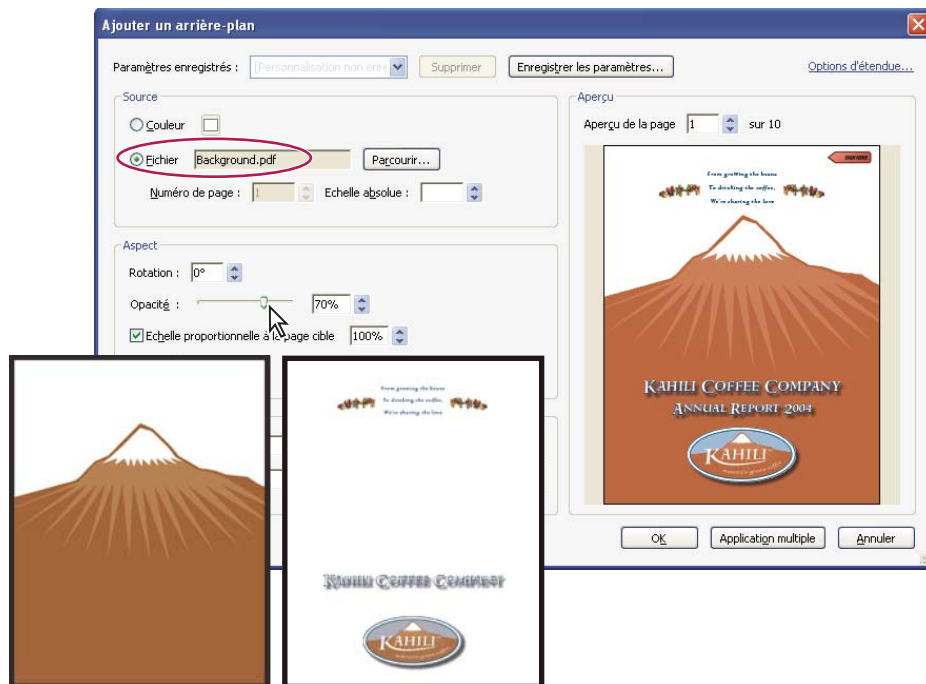 Ajouter un arrière-plan
Paramètres enregistrés : [Personnalisation non enre Supprimer Enregistrer les paramètres... Options d'étendue...
Source
Couleur
Fichier Background.pdf Parcourir...
Numéro de page : 1 Echelle absolue :
Aspect
Rotation : 0°
Opacité : 70%
Echelle proportionnelle à la page cible 100%
Aperçu
Aperçu de la page 1 sur 10
SIGN HERE
From growing the beans
To drinking the coffee,
We're sharing the love
KAHILI COFFEE COMPANY
ANNUAL REPORT 2004
KAHILI
OK Application multiple Annuler
From growing the beans
To drinking the coffee,
We're sharing the love
KAHILI COFFEE COMPANY
KAHILI